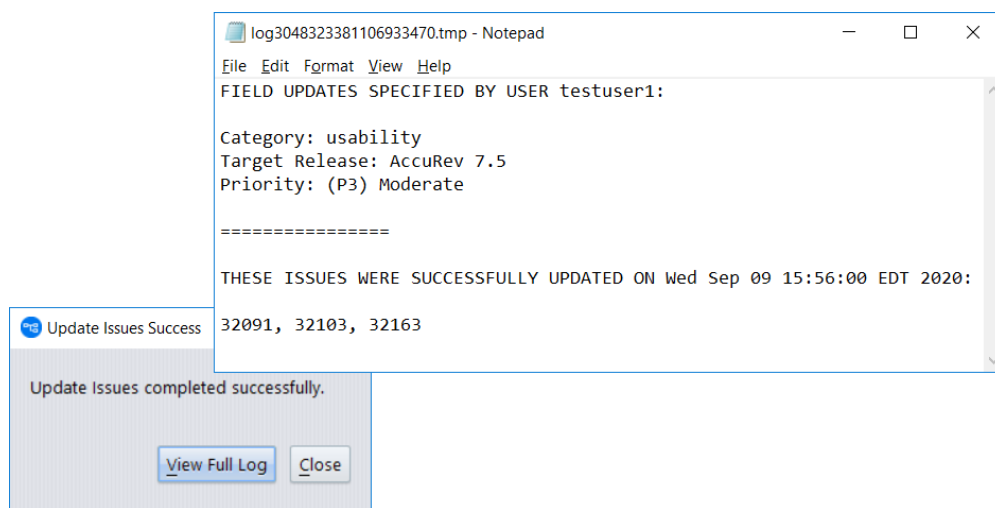 log3048323381106933470.tmp - Notepad
File Edit Format View Help
FIELD UPDATES SPECIFIED BY USER testuser1:
Category: usability
Target Release: AccuRev 7.5
Priority: (P3) Moderate
================
THESE ISSUES WERE SUCCESSFULLY UPDATED ON Wed Sep 09 15:56:00 EDT 2020:
32091, 32103, 32163
Update Issues Success
Update Issues completed successfully.
View Full Log
Close